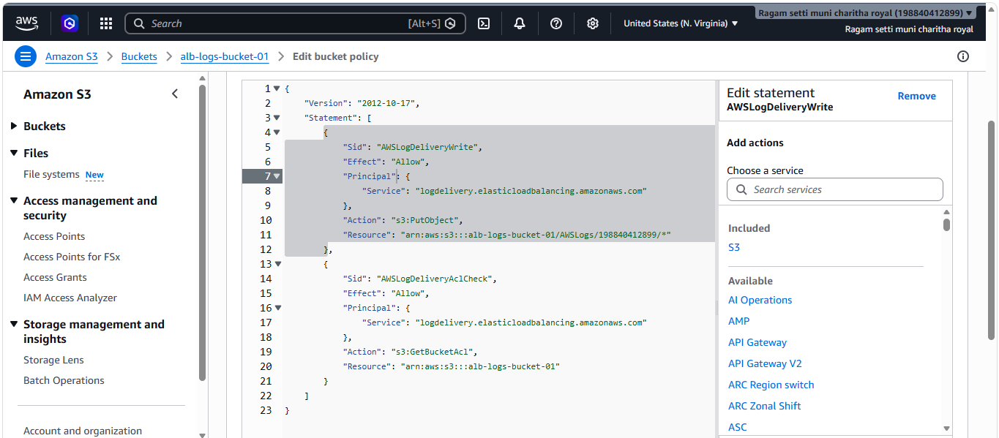 aws
Search [Alt+S]
United States (N. Virginia)
Ragam setti muni charitha royal (198840412899)
Ragam setti muni charitha royal
Amazon S3 > Buckets > alb-logs-bucket-01 > Edit bucket policy
Amazon S3
Buckets
Files
File systems New
Access management and
security
Access Points
Access Points for FSx
Access Grants
IAM Access Analyzer
Storage management and
insights
Storage Lens
Batch Operations
Account and organization
1 {
2 "Version": "2012-10-17",
3 "Statement": [
4 {
5 "Sid": "AWSLogDeliveryWrite",
6 "Effect": "Allow",
7 "Principal": {
8 "Service": "logdelivery.elasticloadbalancing.amazonaws.com"
9 },
10 "Action": "s3:PutObject",
11 "Resource": "arn:aws:s3:::alb-logs-bucket-01/AWSLogs/198840412899/*"
12 },
13 {
14 "Sid": "AWSLogDeliveryAclCheck",
15 "Effect": "Allow",
16 "Principal": {
17 "Service": "logdelivery.elasticloadbalancing.amazonaws.com"
18 },
19 "Action": "s3:GetBucketAcl",
20 "Resource": "arn:aws:s3:::alb-logs-bucket-01"
21 }
22 ]
23 }
Edit statement
Remove
AWSLogDeliveryWrite
Add actions
Choose a service
Search services
Included
S3
Available
AI Operations
AMP
API Gateway
API Gateway V2
ARC Region switch
ARC Zonal Shift
ASC